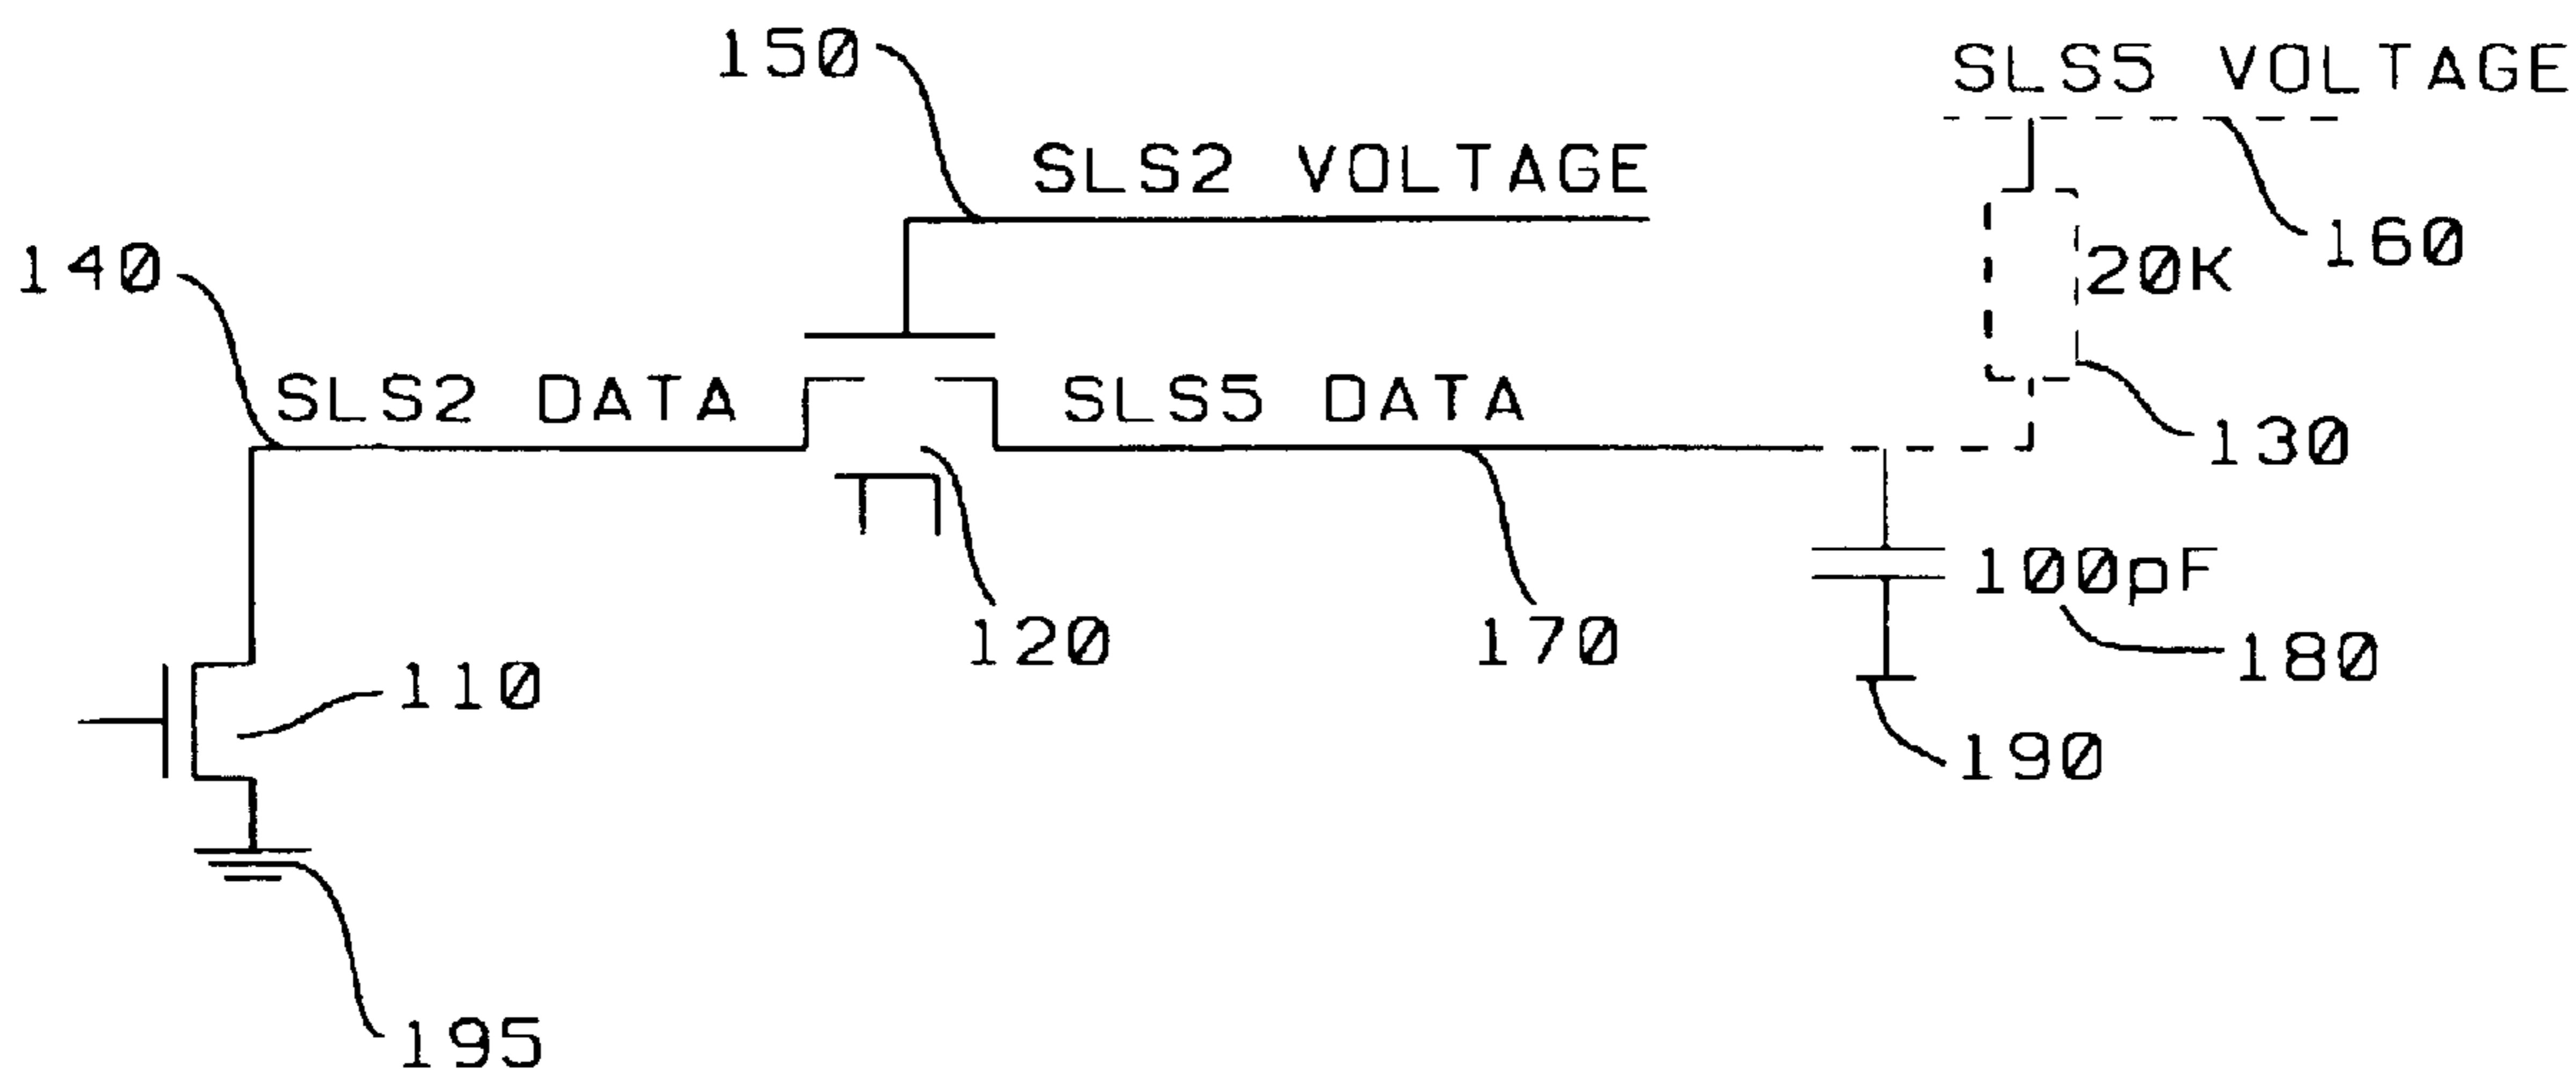 150
SLS5 VOLTAGE
SLS2 VOLTAGE
160
140
20K
SLS2 DATA
SLS5 DATA
130
100pF
120
170
180
110
190
195